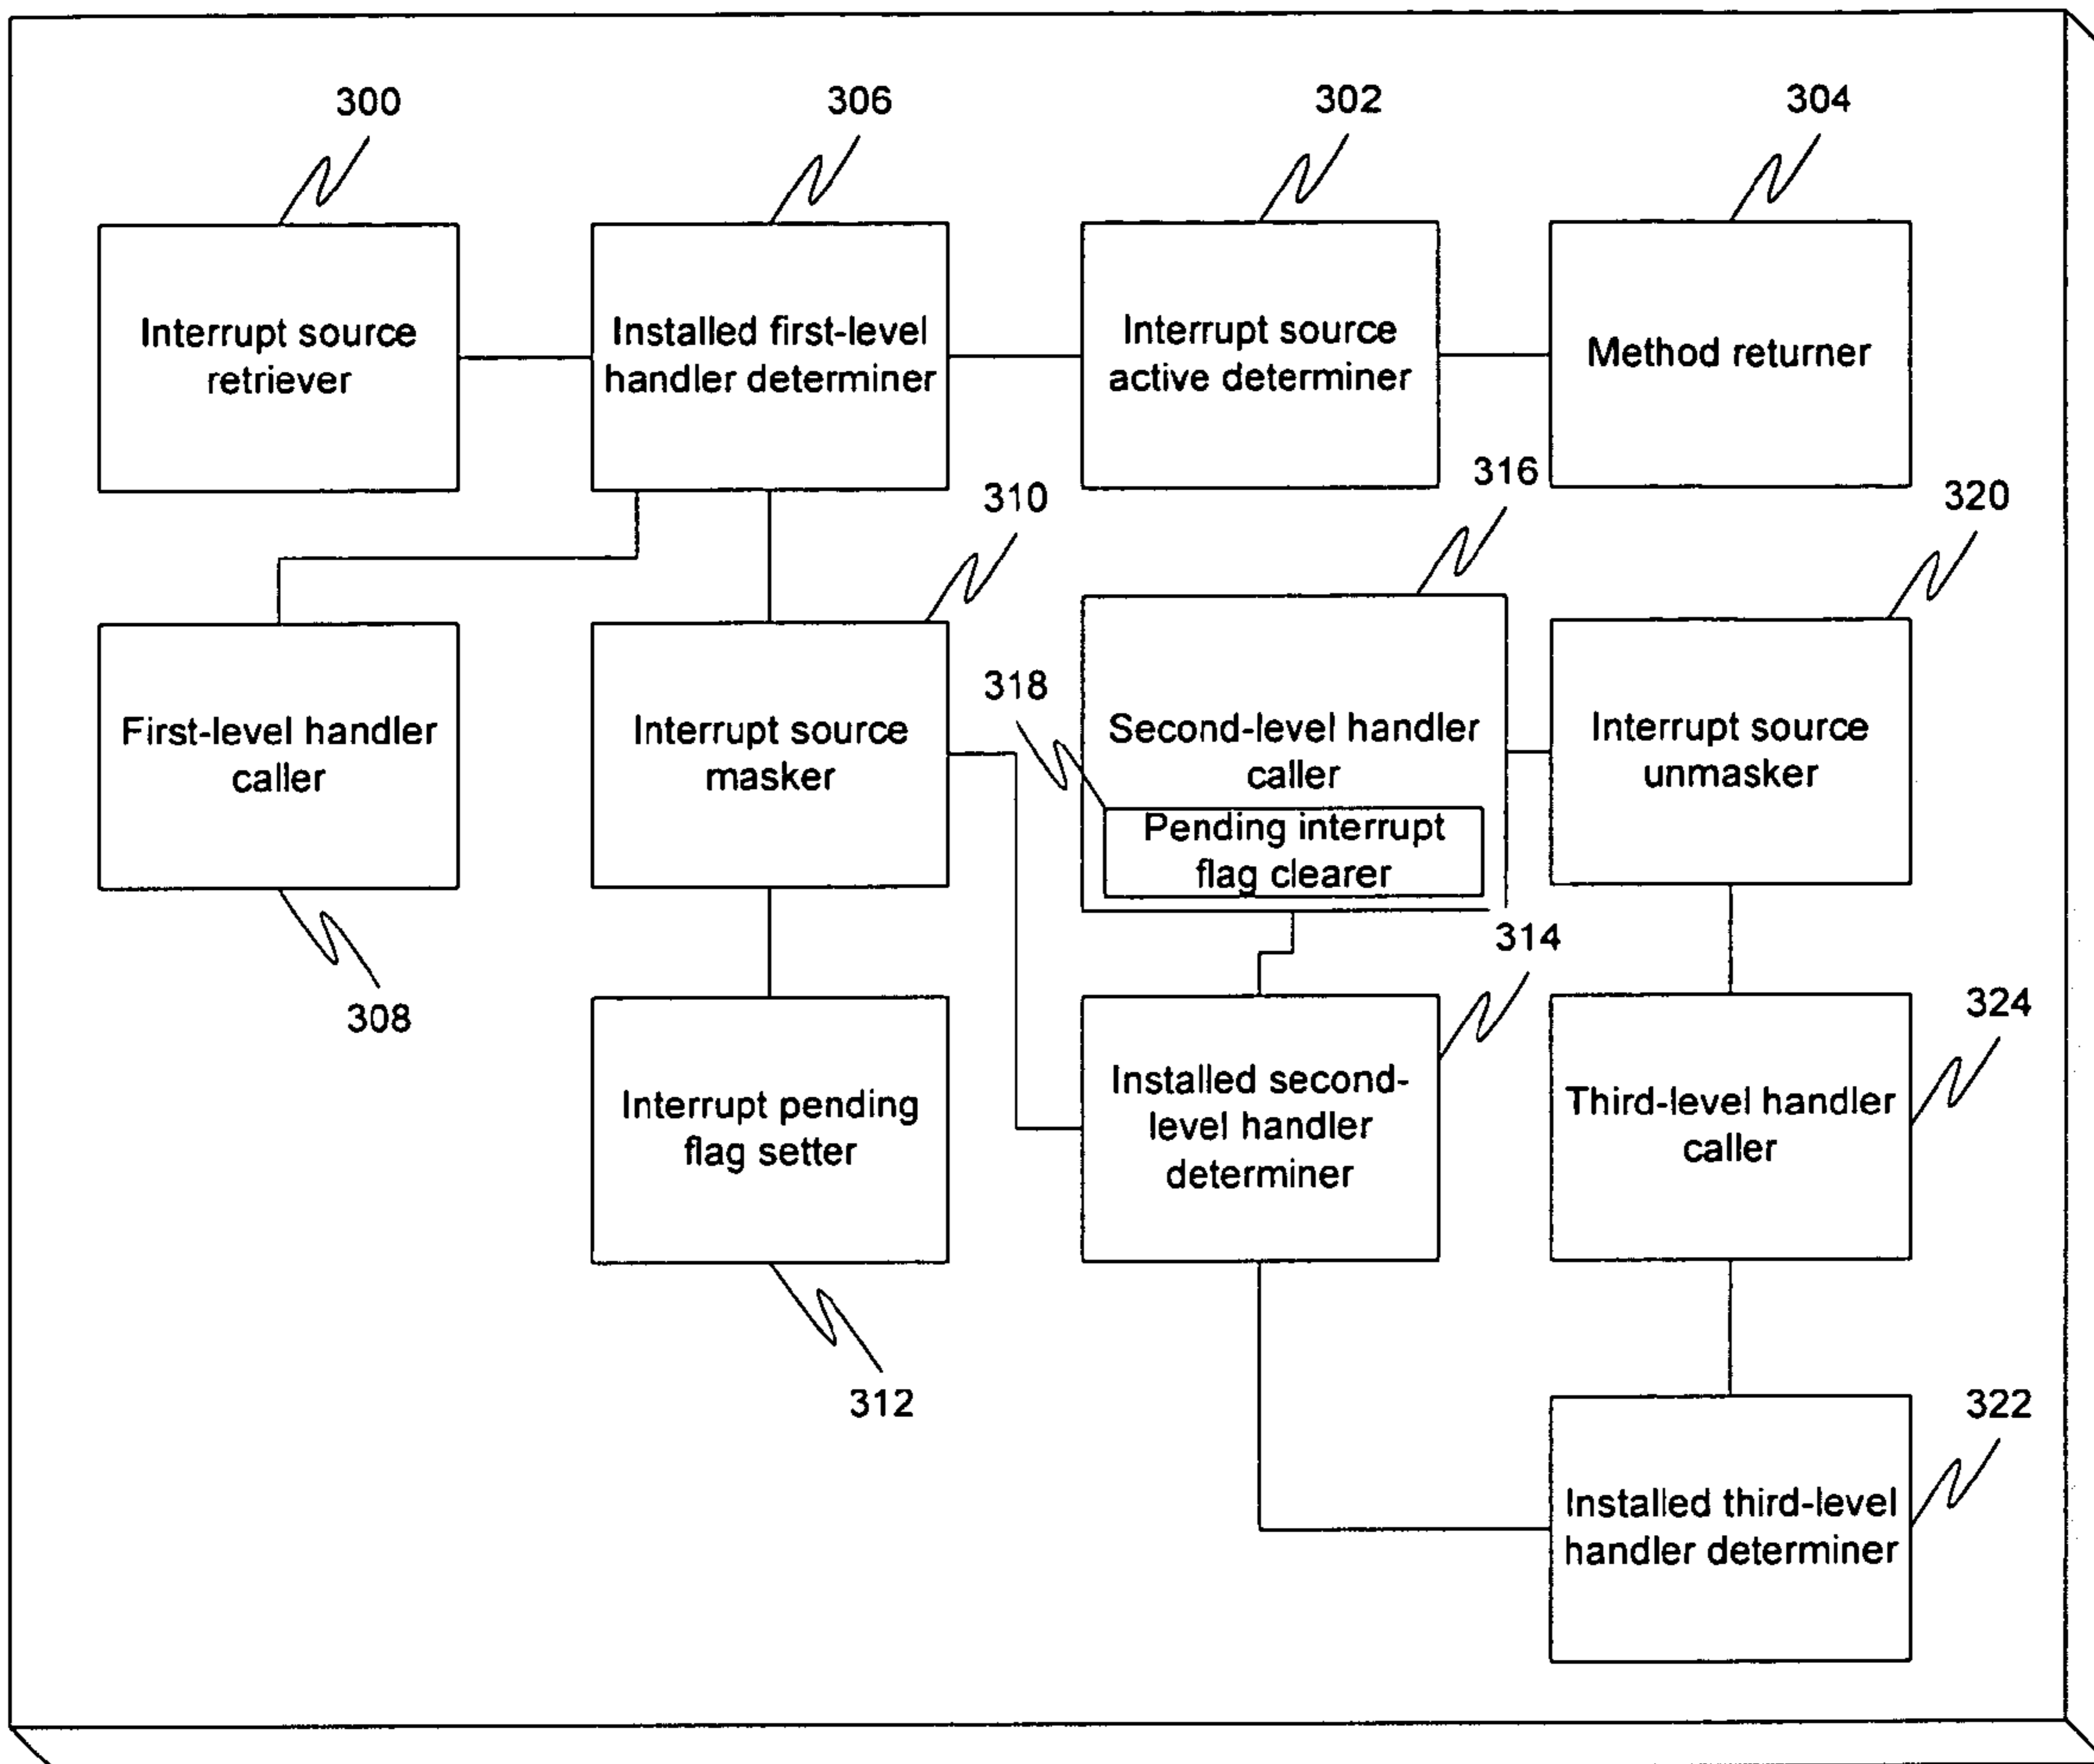 300
306
302
304
Interrupt source
retriever
Installed first-level
handler determiner
Interrupt source
active determiner
Method returner
310
316
320
318
First-level handler
caller
Interrupt source
masker
Second-level handler
caller
Pending interrupt
flag clearer
Interrupt source
unmasker
308
314
324
Interrupt pending
flag setter
Installed second-
level handler
determiner
Third-level handler
caller
312
322
Installed third-level
handler determiner